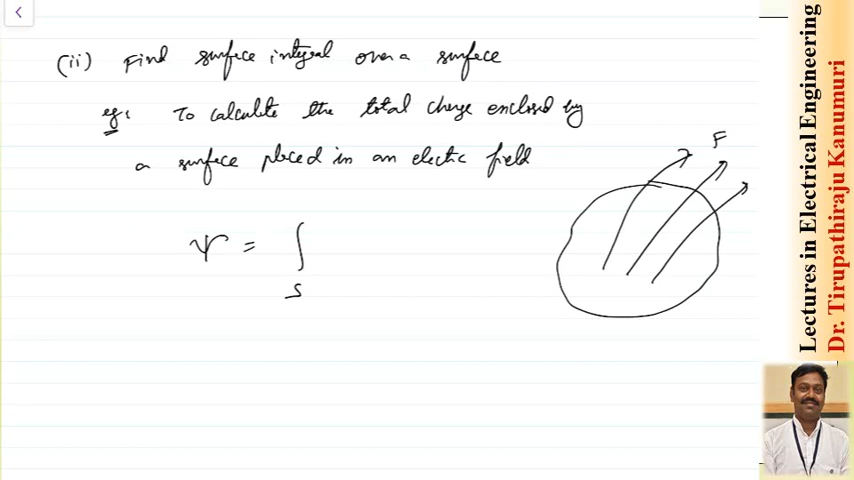 (ii) Find surface integral over a surface
eg: To calculate the total charge enclosed by
a surface placed in an electric field
F
Ψ = ∫
S
Lectures in Electrical Engineering
Dr. Tirupathiraju Kanumuri